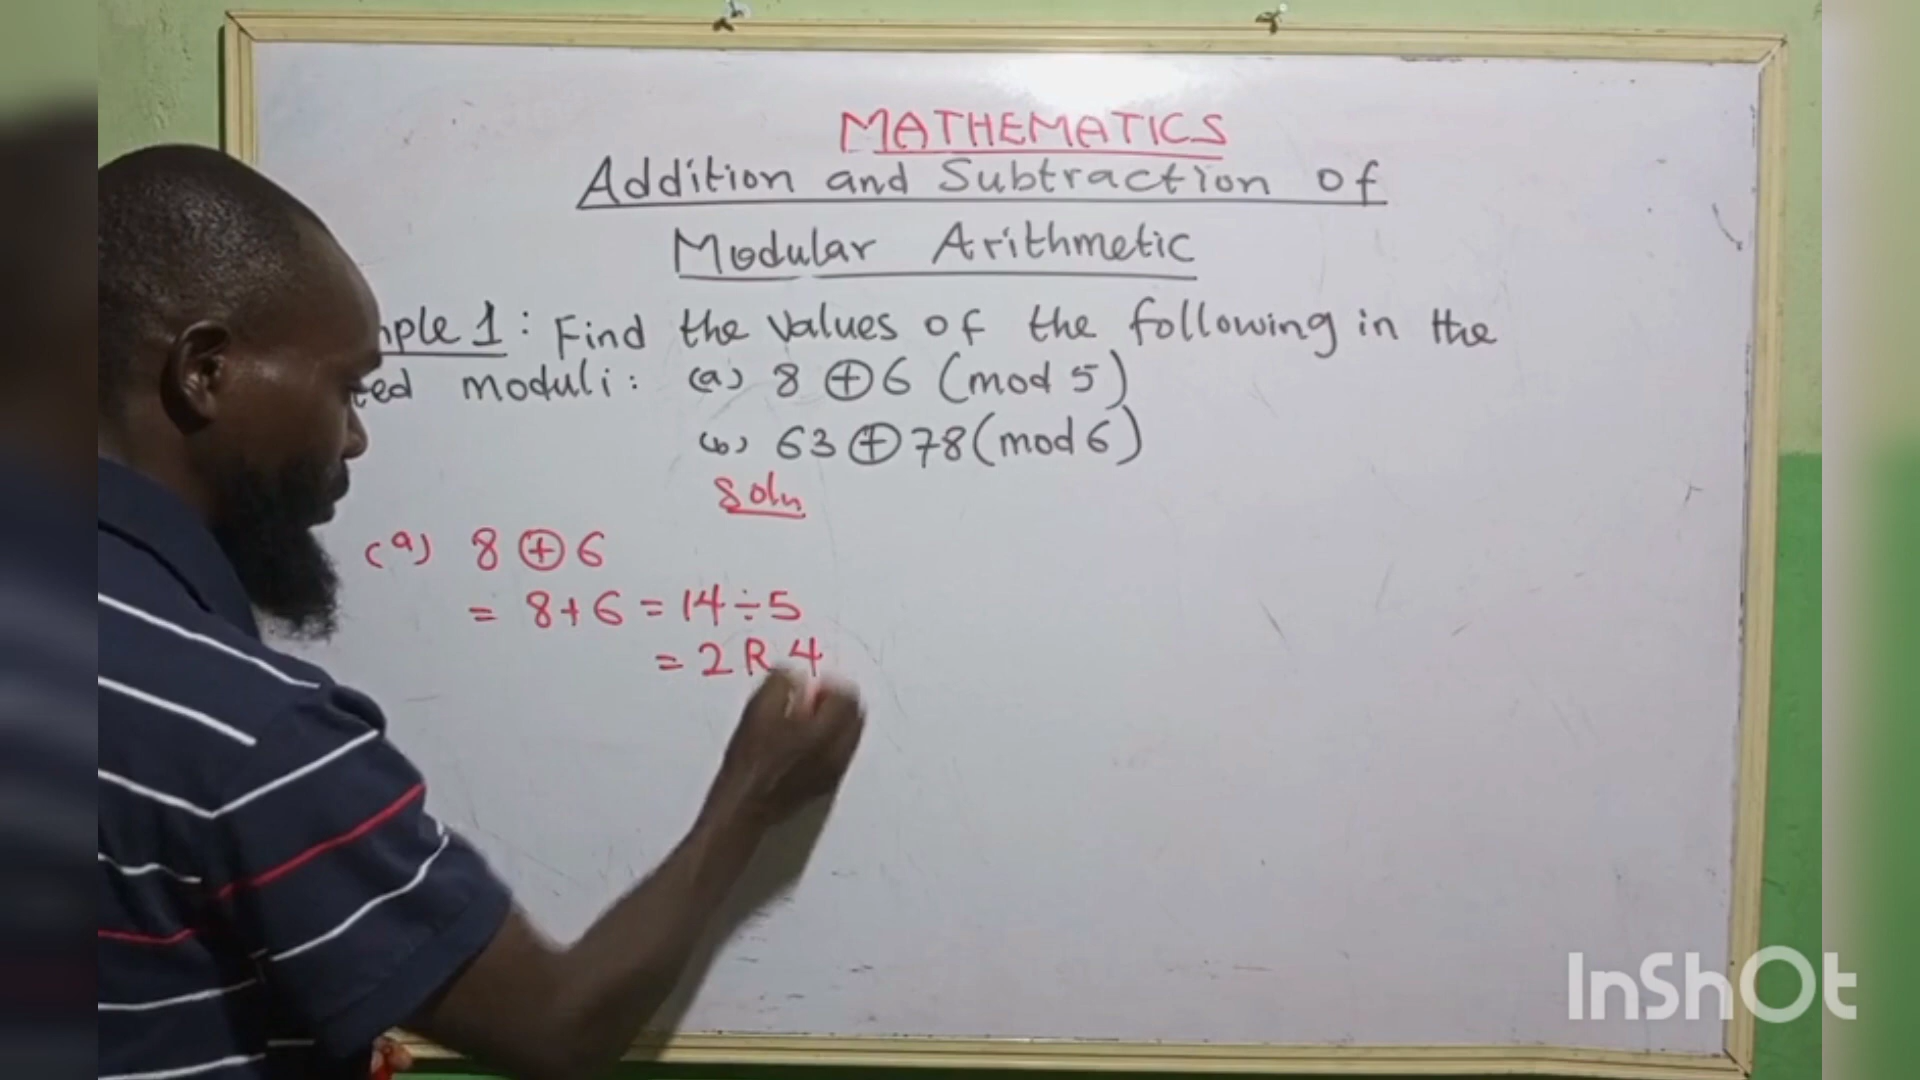 MATHEMATICS
Addition and Subtraction of
Modular Arithmetic
mple 1: Find the values of the following in the
ted moduli: (a) 8 ⊕ 6 (mod 5)
(b) 63 ⊕ 78 (mod 6)
Soln
(a) 8 ⊕ 6
= 8 + 6 = 14 ÷ 5
= 2 R 4
InShOt